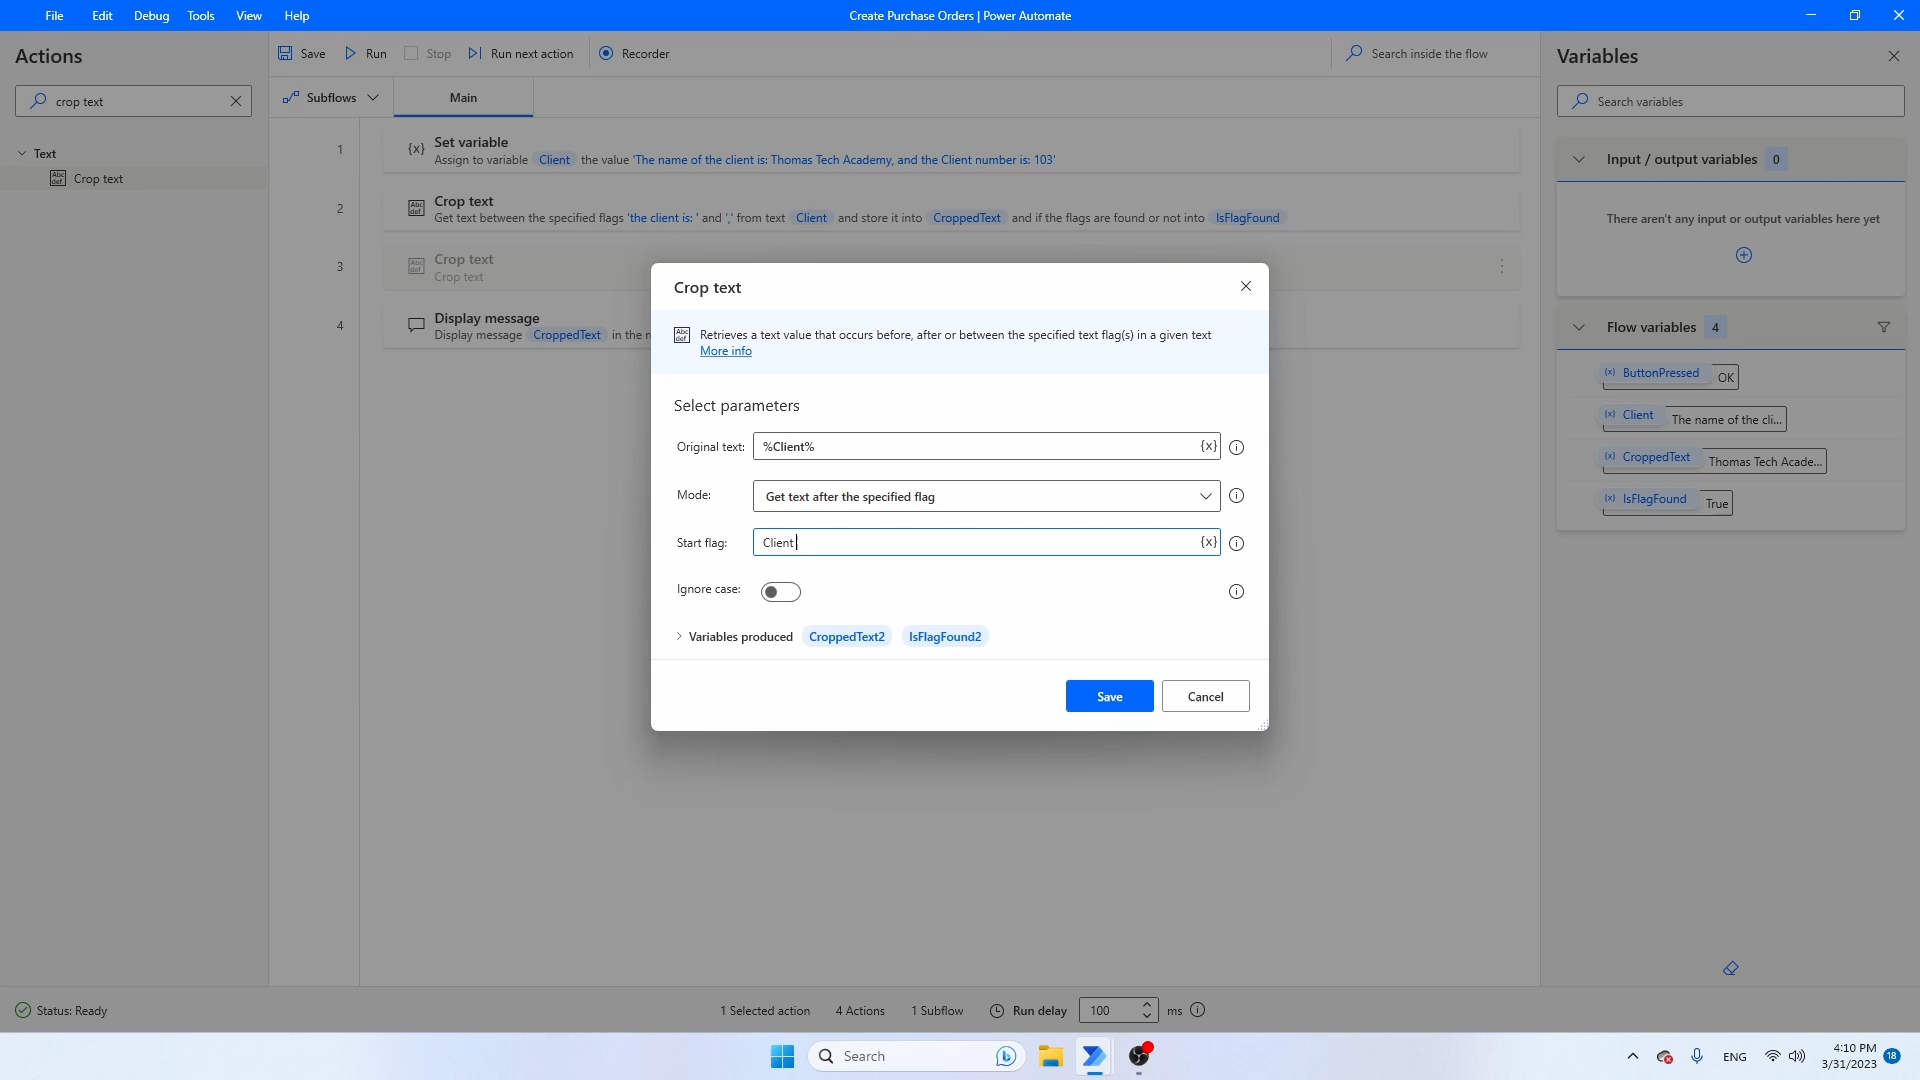 File Edit Debug Tools View Help
Create Purchase Orders | Power Automate
Actions
crop text
Text
Crop text
Save Run Stop Run next action Recorder
Search inside the flow
Subflows Main
1 {x} Set variable
Assign to variable Client the value 'The name of the client is: Thomas Tech Academy, and the Client number is: 103'
2 Crop text
Get text between the specified flags 'the client is: ' and ',' from text Client and store it into CroppedText and if the flags are found or not into IsFlagFound
3 Crop text
Crop text
4 Display message
Display message CroppedText in the n
Crop text
Retrieves a text value that occurs before, after or between the specified text flag(s) in a given text
More info
Select parameters
Original text: %Client% {x}
Mode: Get text after the specified flag
Start flag: Client {x}
Ignore case:
Variables produced CroppedText2 IsFlagFound2
Save Cancel
Variables
Search variables
Input / output variables 0
There aren't any input or output variables here yet
Flow variables 4
(x) ButtonPressed OK
(x) Client The name of the cli...
(x) CroppedText Thomas Tech Acade...
(x) IsFlagFound True
Status: Ready
1 Selected action 4 Actions 1 Subflow Run delay 100 ms
Search
ENG
4:10 PM
3/31/2023
18